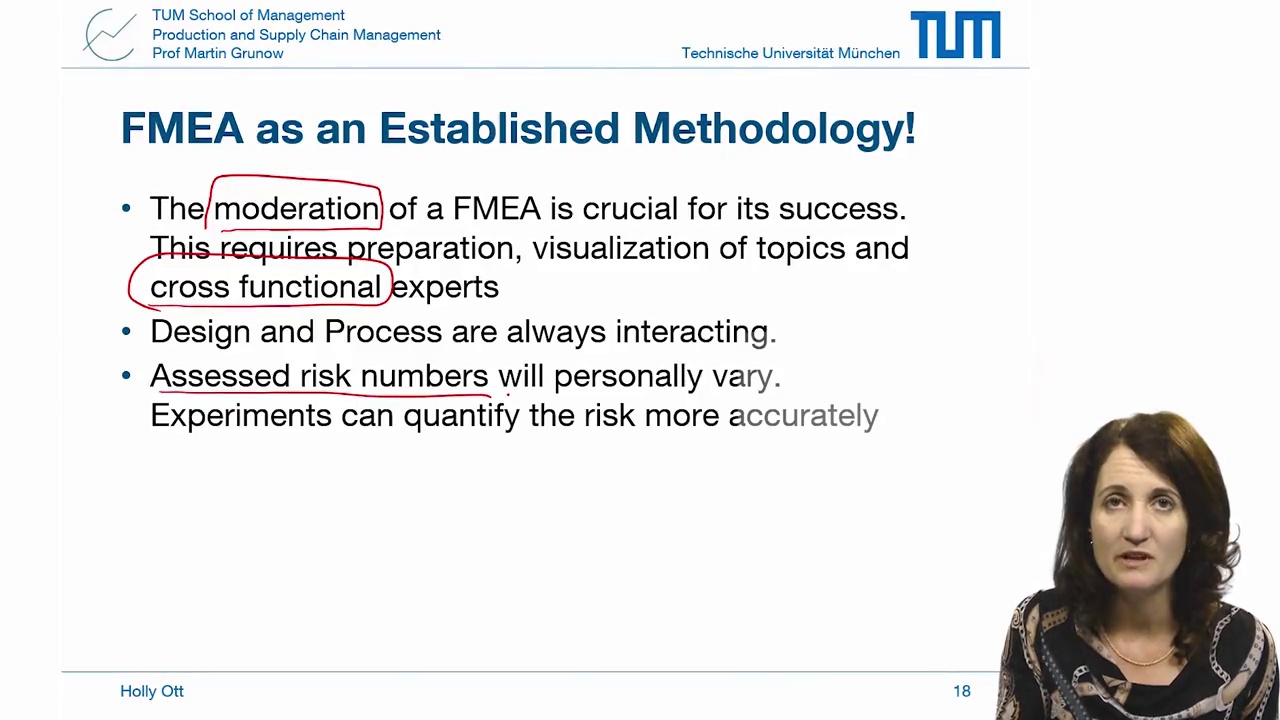 TUM School of Management
Production and Supply Chain Management
Prof Martin Grunow
Technische Universität München
TUM
FMEA as an Established Methodology!
• The moderation of a FMEA is crucial for its success.
This requires preparation, visualization of topics and
cross functional experts
• Design and Process are always interacting.
• Assessed risk numbers will personally vary.
Experiments can quantify the risk more accurately
Holly Ott
18